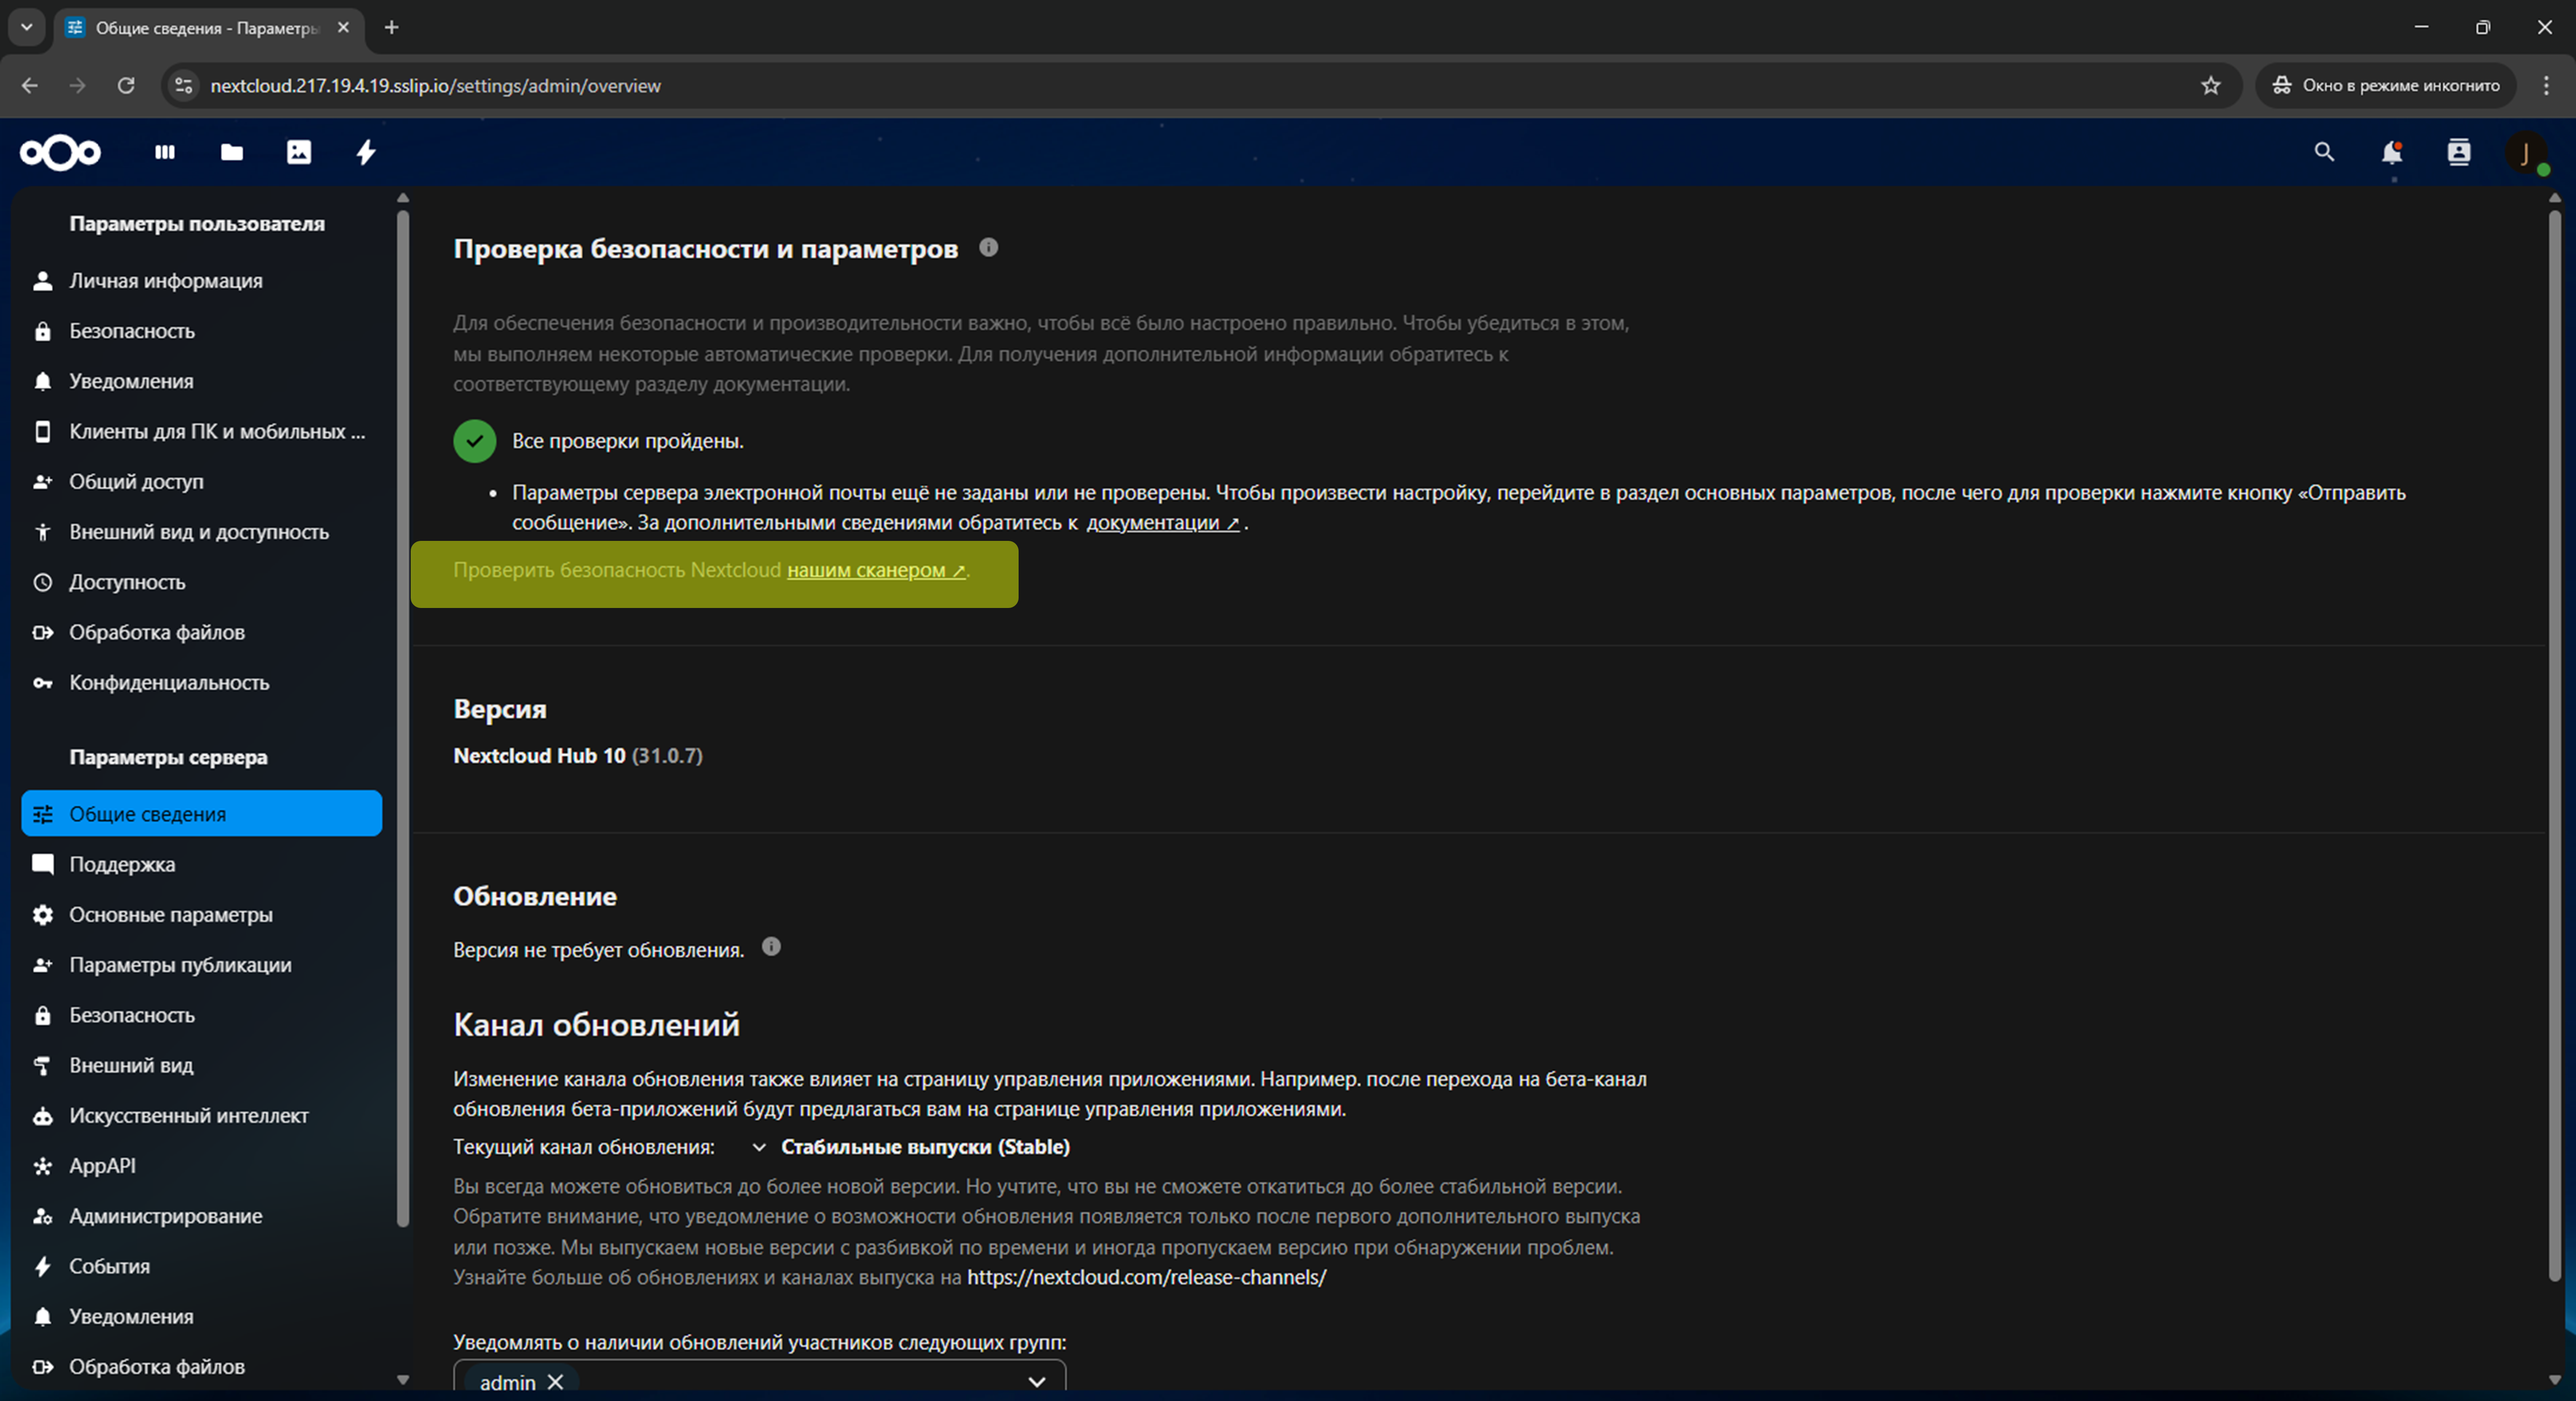 Общие сведения - Параметры
nextcloud.217.19.4.19.sslip.io/settings/admin/overview
Окно в режиме инкогнито
J
Параметры пользователя
Личная информация
Безопасность
Уведомления
Клиенты для ПК и мобильных ...
Общий доступ
Внешний вид и доступность
Доступность
Обработка файлов
Конфиденциальность
Параметры сервера
Общие сведения
Поддержка
Основные параметры
Параметры публикации
Безопасность
Внешний вид
Искусственный интеллект
AppAPI
Администрирование
События
Уведомления
Обработка файлов
Проверка безопасности и параметров
Для обеспечения безопасности и производительности важно, чтобы всё было настроено правильно. Чтобы убедиться в этом,
мы выполняем некоторые автоматические проверки. Для получения дополнительной информации обратитесь к
соответствующему разделу документации.
Все проверки пройдены.
• Параметры сервера электронной почты ещё не заданы или не проверены. Чтобы произвести настройку, перейдите в раздел основных параметров, после чего для проверки нажмите кнопку «Отправить
сообщение». За дополнительными сведениями обратитесь к документации ↗.
Проверить безопасность Nextcloud нашим сканером ↗.
Версия
Nextcloud Hub 10 (31.0.7)
Обновление
Версия не требует обновления.
Канал обновлений
Изменение канала обновления также влияет на страницу управления приложениями. Например. после перехода на бета-канал
обновления бета-приложений будут предлагаться вам на странице управления приложениями.
Текущий канал обновления: Стабильные выпуски (Stable)
Вы всегда можете обновиться до более новой версии. Но учтите, что вы не сможете откатиться до более стабильной версии.
Обратите внимание, что уведомление о возможности обновления появляется только после первого дополнительного выпуска
или позже. Мы выпускаем новые версии с разбивкой по времени и иногда пропускаем версию при обнаружении проблем.
Узнайте больше об обновлениях и каналах выпуска на https://nextcloud.com/release-channels/
Уведомлять о наличии обновлений участников следующих групп:
admin